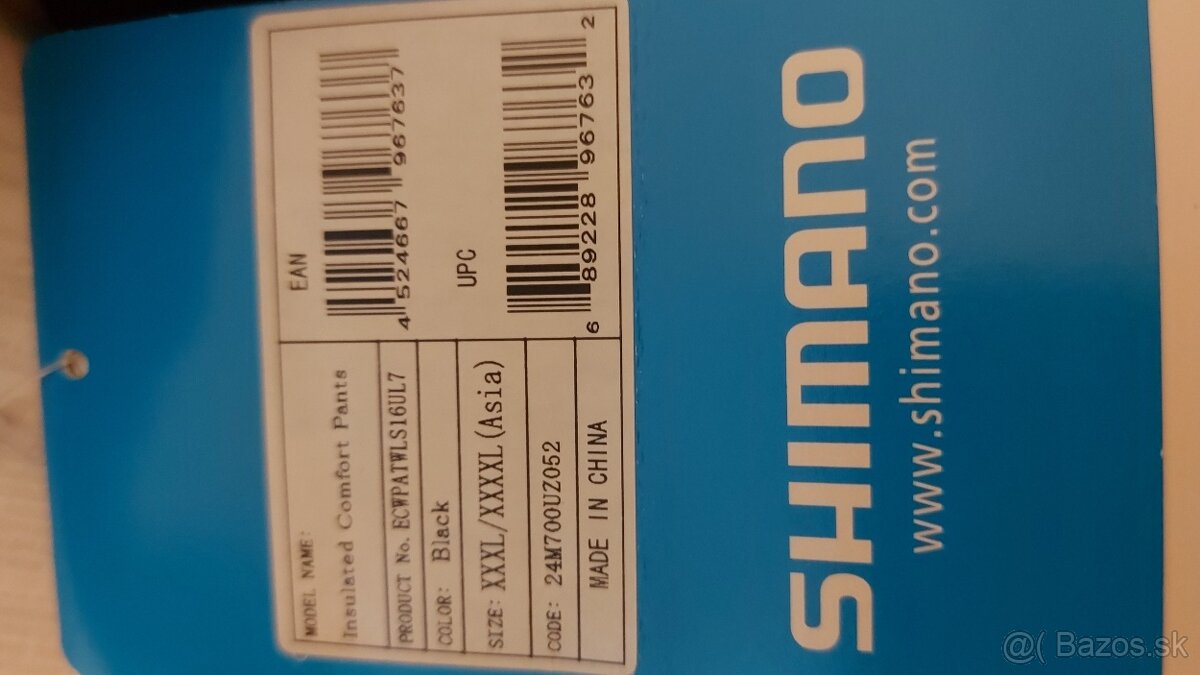 MODEL NAME:
Insulated Comfort Pants
PRODUCT No. ECWPATWLS16UL7
COLOR: Black
SIZE: XXXL/XXXXL(Asia)
CODE: 24M700UZ052
MADE IN CHINA
EAN
4 524667 967637
UPC
6 89228 96763 2
SHIMANO
www.shimano.com
@( Bazos.sk